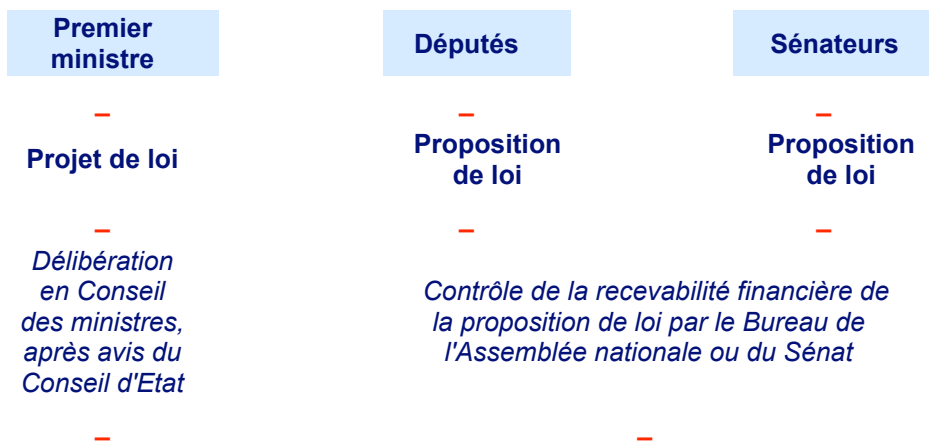 Premier
ministre
Députés
Sénateurs
–
–
–
Projet de loi
Proposition
de loi
Proposition
de loi
–
–
–
Délibération
en Conseil
des ministres,
après avis du
Conseil d'Etat
Contrôle de la recevabilité financière de
la proposition de loi par le Bureau de
l'Assemblée nationale ou du Sénat
–
–